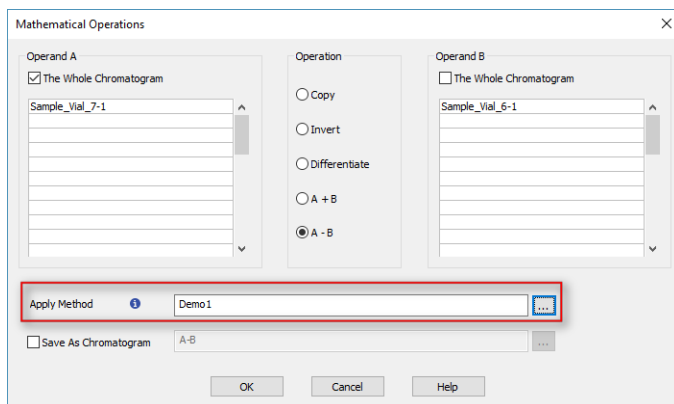 Mathematical Operations
Operand A
The Whole Chromatogram
Sample_Vial_7-1
Operation
Copy
Invert
Differentiate
A + B
A - B
Operand B
The Whole Chromatogram
Sample_Vial_6-1
Apply Method
Demo1
...
Save As Chromatogram
A-B
...
OK
Cancel
Help